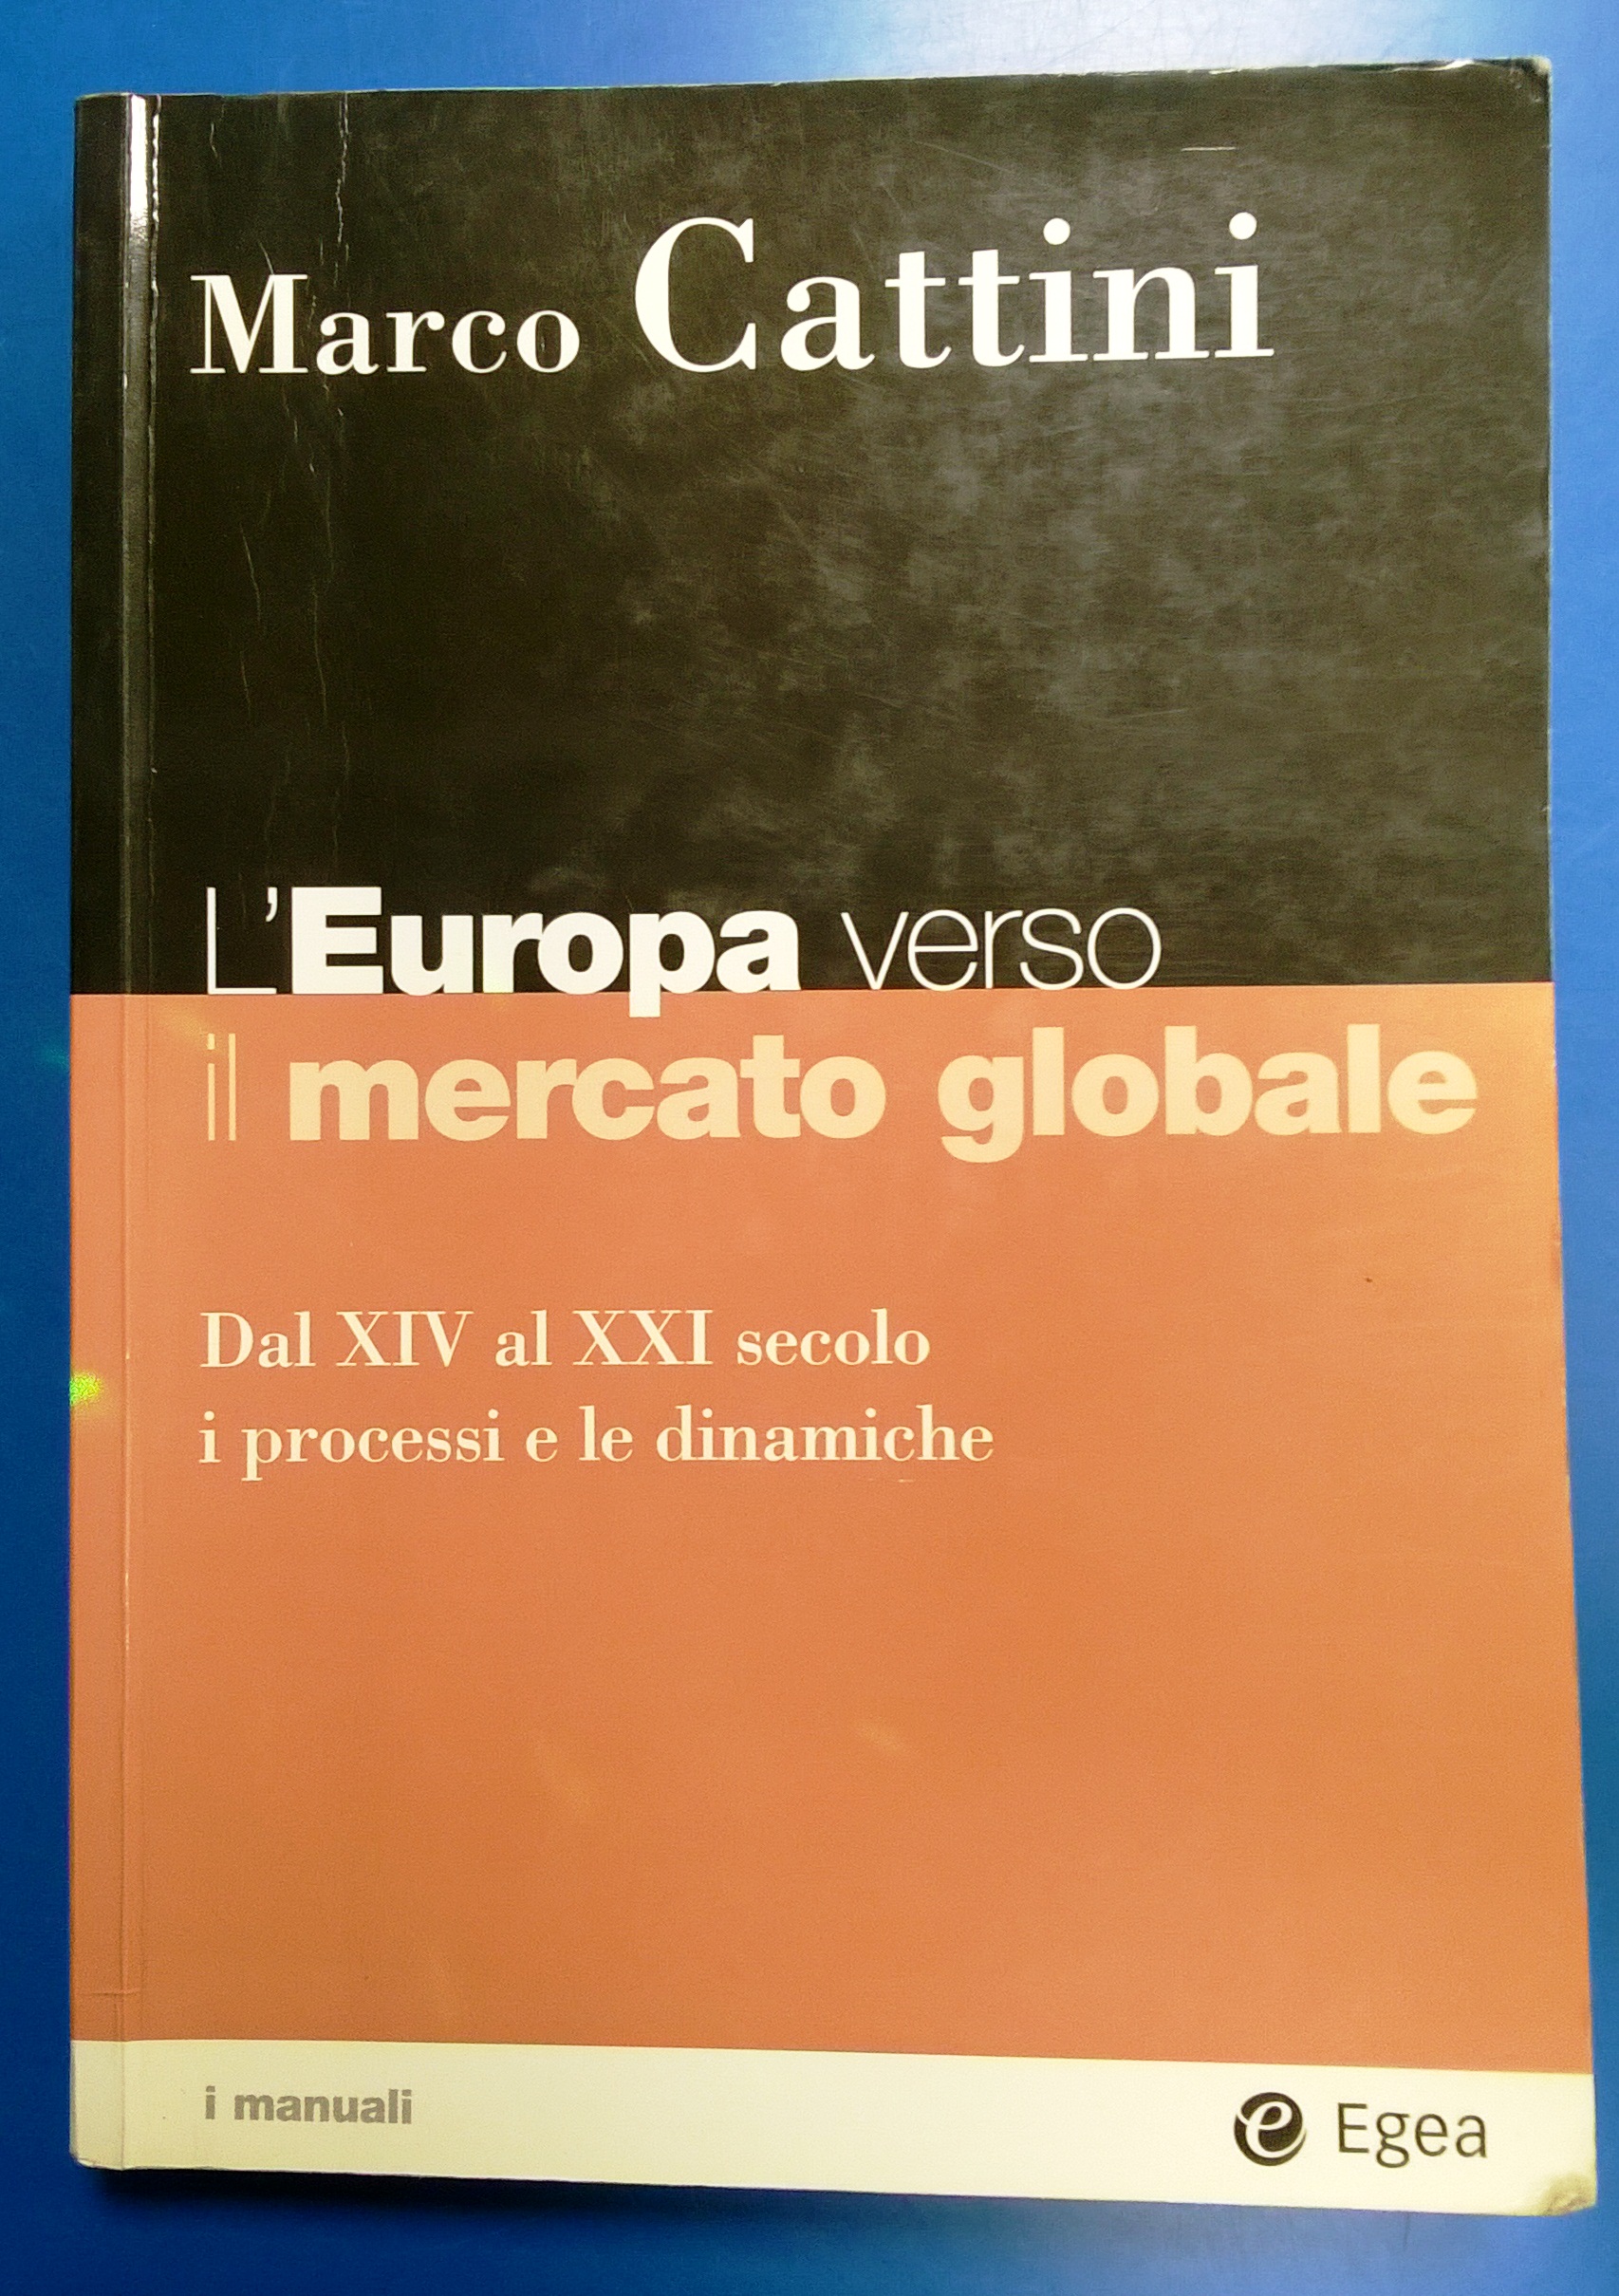 Marco Cattini
L'Europa verso
il mercato globale
Dal XIV al XXI secolo
i processi e le dinamiche
i manuali
e Egea